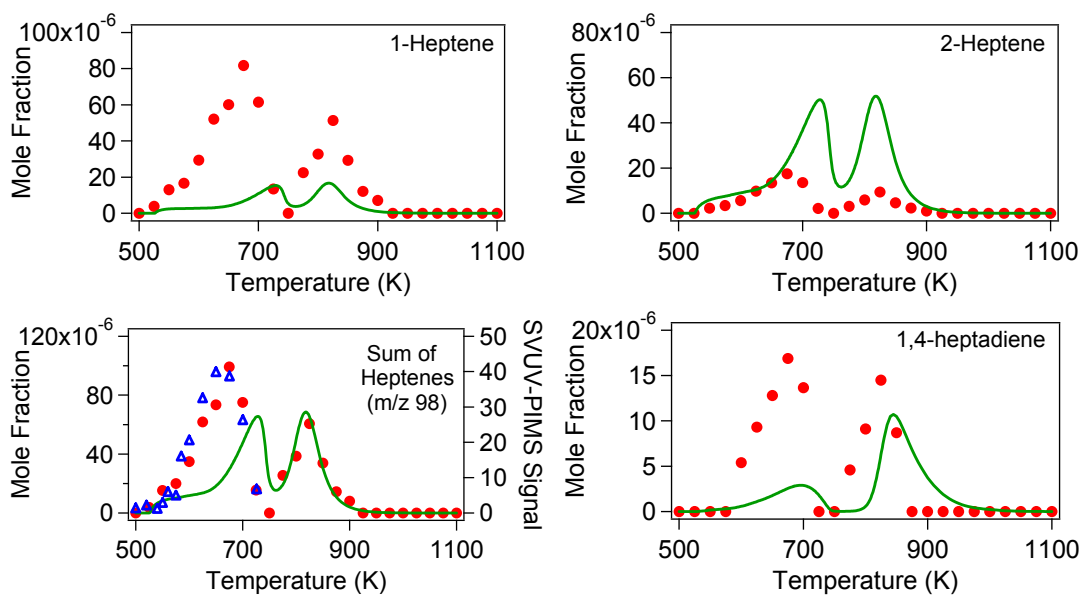 100x10-6
80
60
40
20
0
Mole Fraction
1-Heptene
500 700 900 1100
Temperature (K)
80x10-6
60
40
20
0
Mole Fraction
2-Heptene
500 700 900 1100
Temperature (K)
120x10-6
80
40
0
Mole Fraction
Sum of
Heptenes
(m/z 98)
50
40
30
20
10
0
SVUV-PIMS Signal
500 700 900 1100
Temperature (K)
20x10-6
15
10
5
0
Mole Fraction
1,4-heptadiene
500 700 900 1100
Temperature (K)